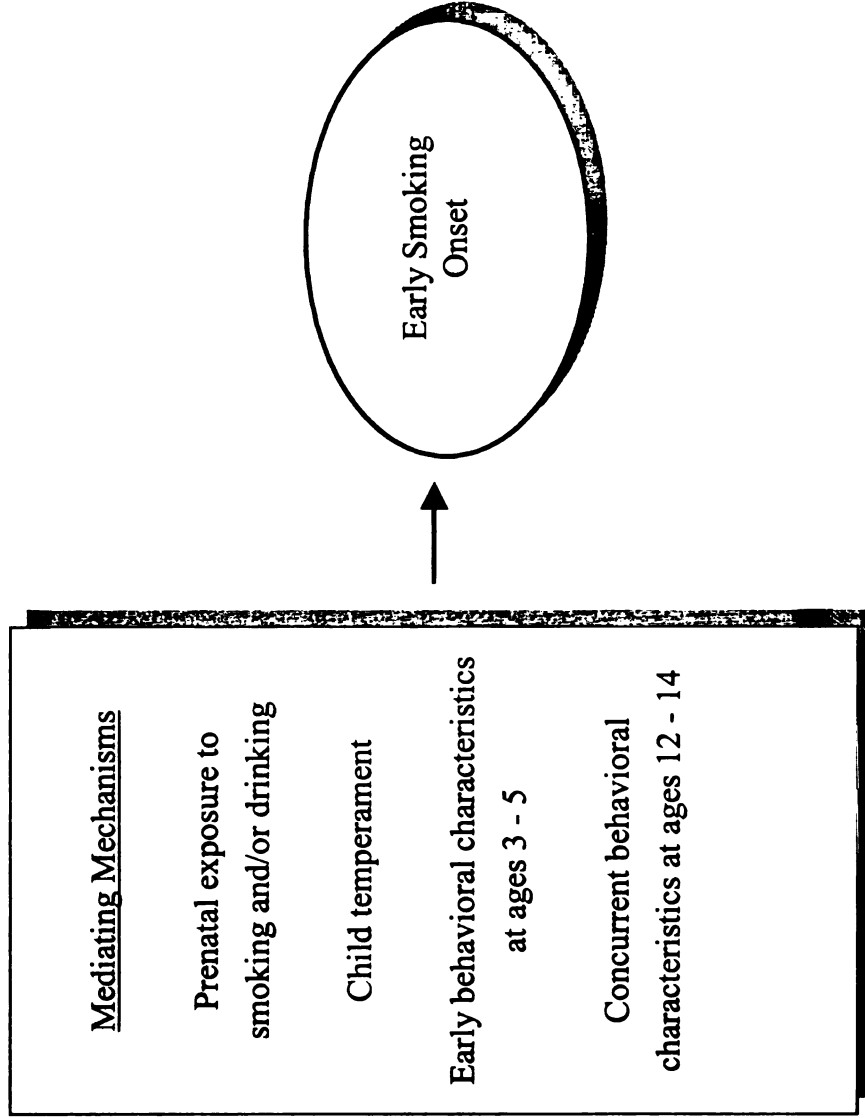 Mediating Mechanisms
Prenatal exposure to
smoking and/or drinking
Child temperament
Early behavioral characteristics
at ages 3 - 5
Concurrent behavioral
characteristics at ages 12 - 14
Early Smoking
Onset